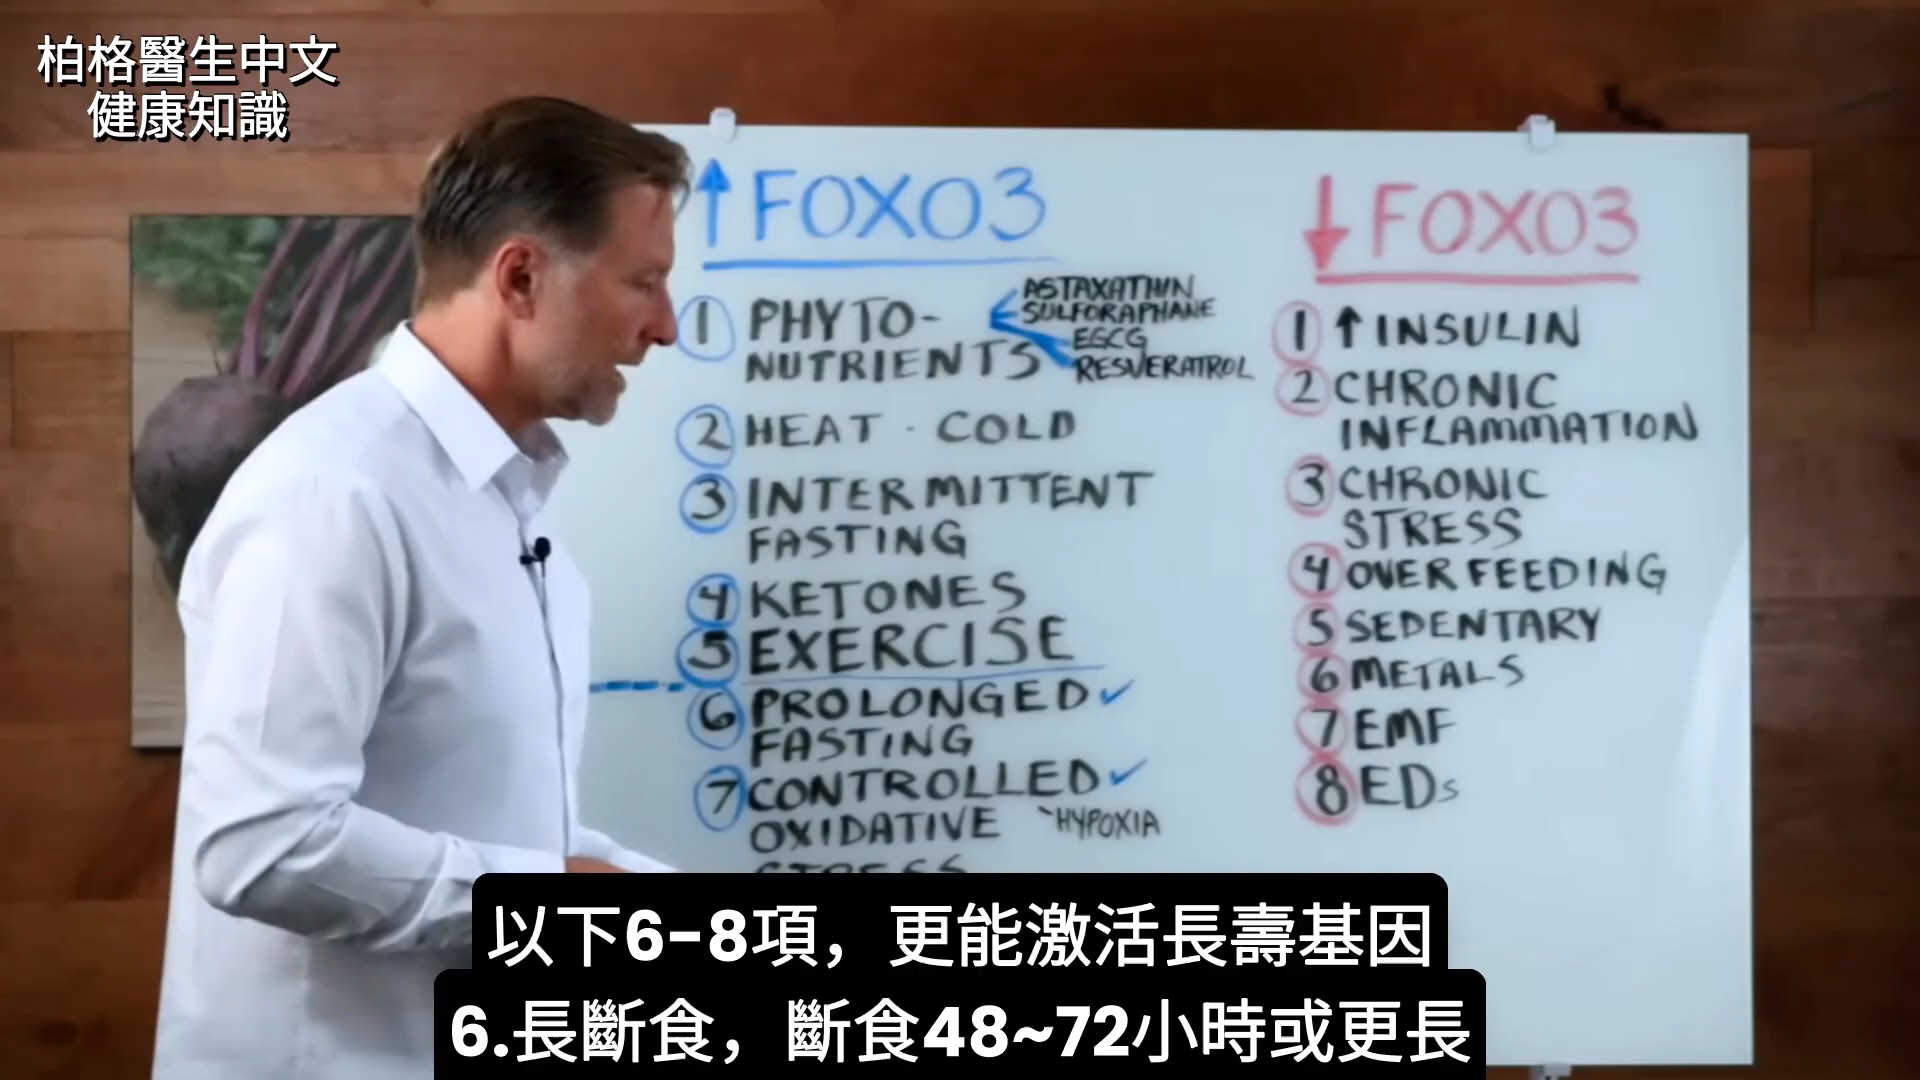 柏格醫生中文
健康知識
↑FOXO3
1 PHYTO-
NUTRIENTS
ASTAXATHIN
SULFORAPHANE
EGCG
RESVERATROL
2 HEAT · COLD
3 INTERMITTENT
FASTING
4 KETONES
5 EXERCISE
6 PROLONGED ✓
FASTING
7 CONTROLLED ✓
OXIDATIVE
HYPOXIA
↓FOXO3
1 ↑INSULIN
2 CHRONIC
INFLAMMATION
3 CHRONIC
STRESS
4 OVERFEEDING
5 SEDENTARY
6 METALS
7 EMF
8 EDs
以下6-8項，更能激活長壽基因
6.長斷食，斷食48~72小時或更長